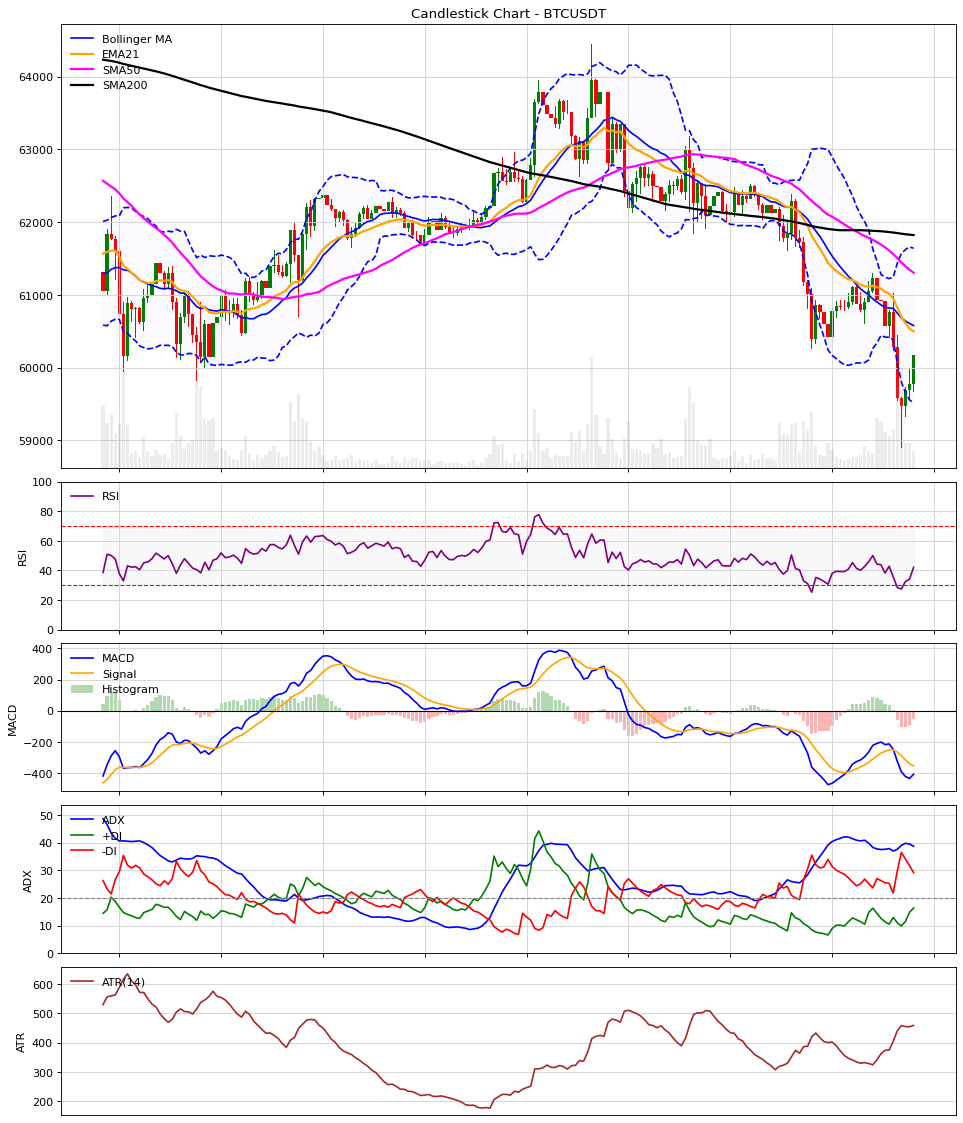 Candlestick Chart - BTCUSDT
Bollinger MA
EMA21
SMA50
SMA200
64000
63000
62000
61000
60000
59000
100
80
60
40
20
0
RSI
RSI
400
200
0
−200
−400
MACD
MACD
Signal
Histogram
50
40
30
20
10
0
ADX
ADX
+DI
-DI
600
500
400
300
200
ATR
ATR(14)